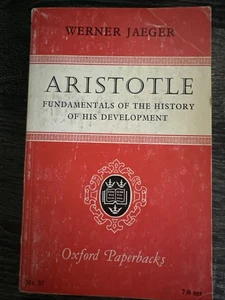 WERNER JAEGER
ARISTOTLE
FUNDAMENTALS OF THE HISTORY
OF HIS DEVELOPMENT
Oxford Paperbacks